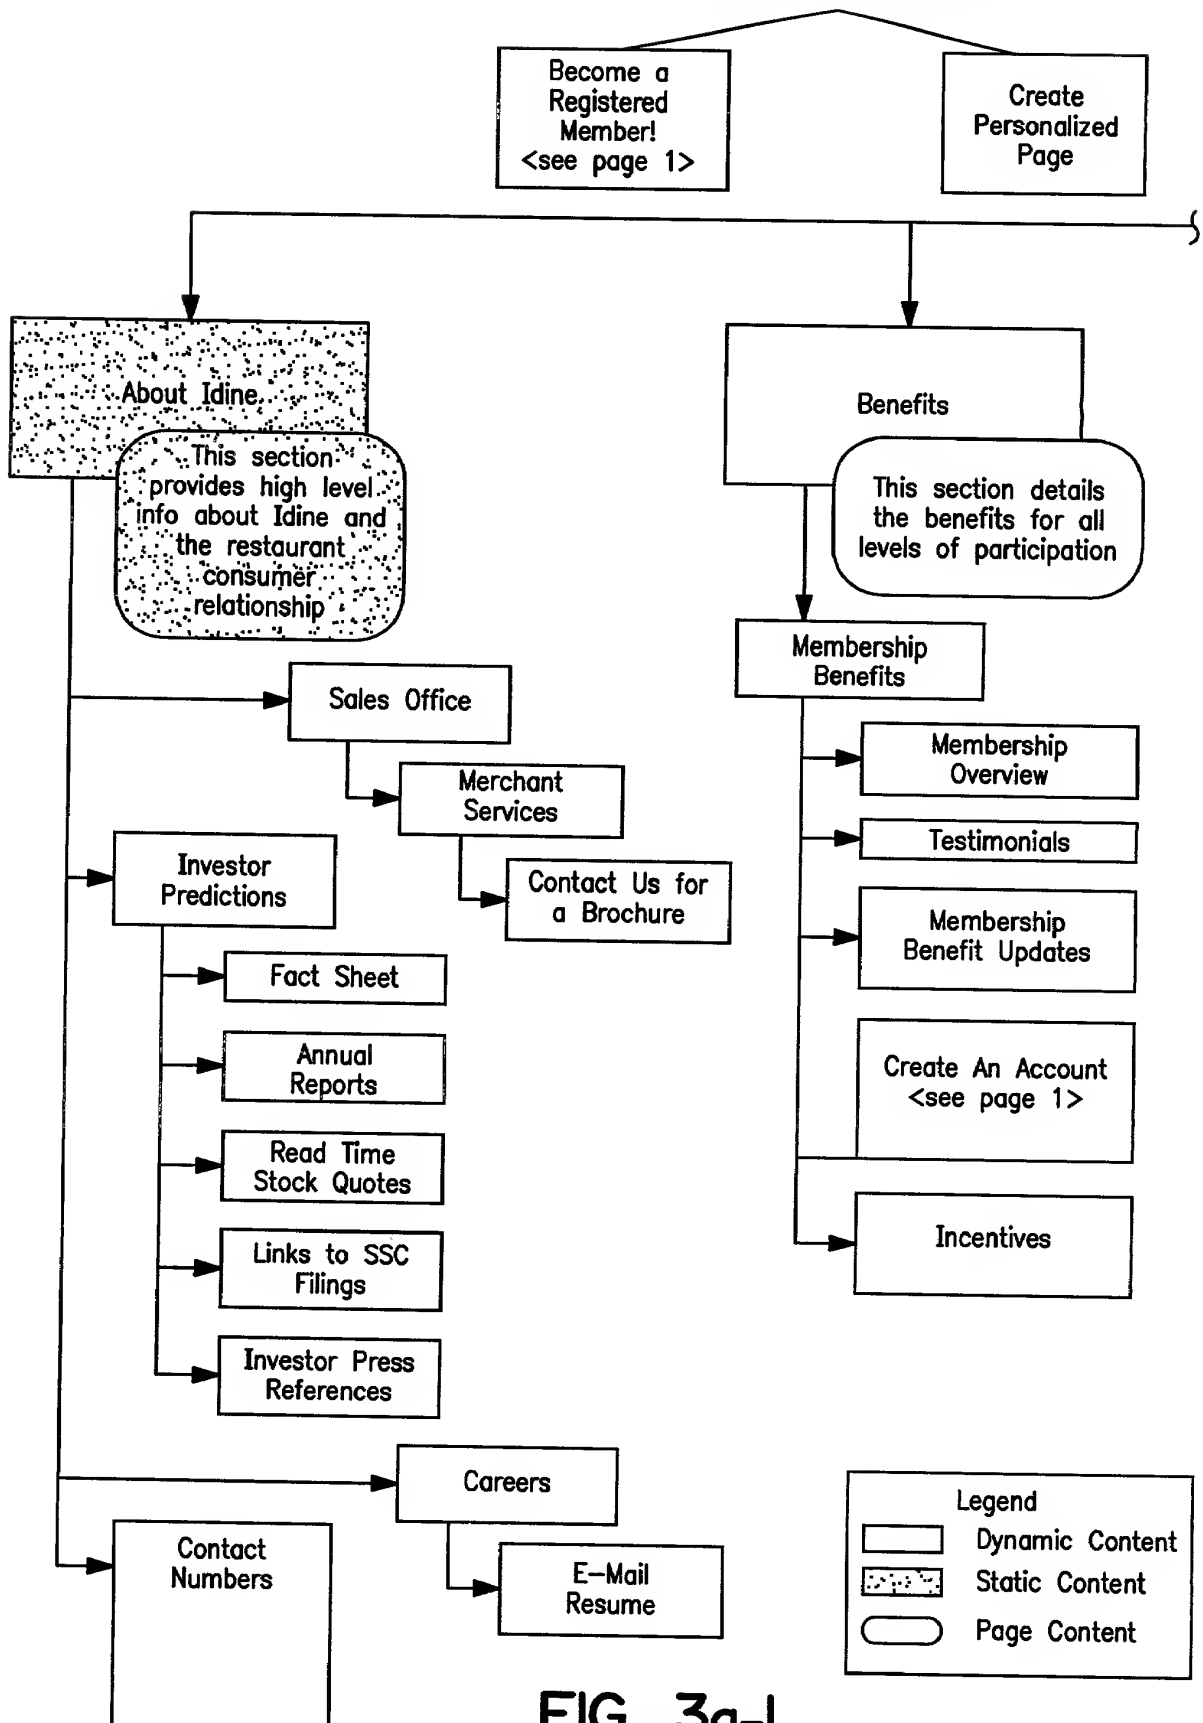 Become a
Registered
Member!
<see page 1>
Create
Personalized
Page
About Idine
This section
provides high level
info about Idine and
the restaurant
consumer
relationship
Benefits
This section details
the benefits for all
levels of participation
Sales Office
Merchant
Services
Contact Us for
a Brochure
Investor
Predictions
Fact Sheet
Annual
Reports
Read Time
Stock Quotes
Links to SSC
Filings
Investor Press
References
Careers
E-Mail
Resume
Contact
Numbers
Membership
Benefits
Membership
Overview
Testimonials
Membership
Benefit Updates
Create An Account
<see page 1>
Incentives
Legend
Dynamic Content
Static Content
Page Content
FIG. 3a-1